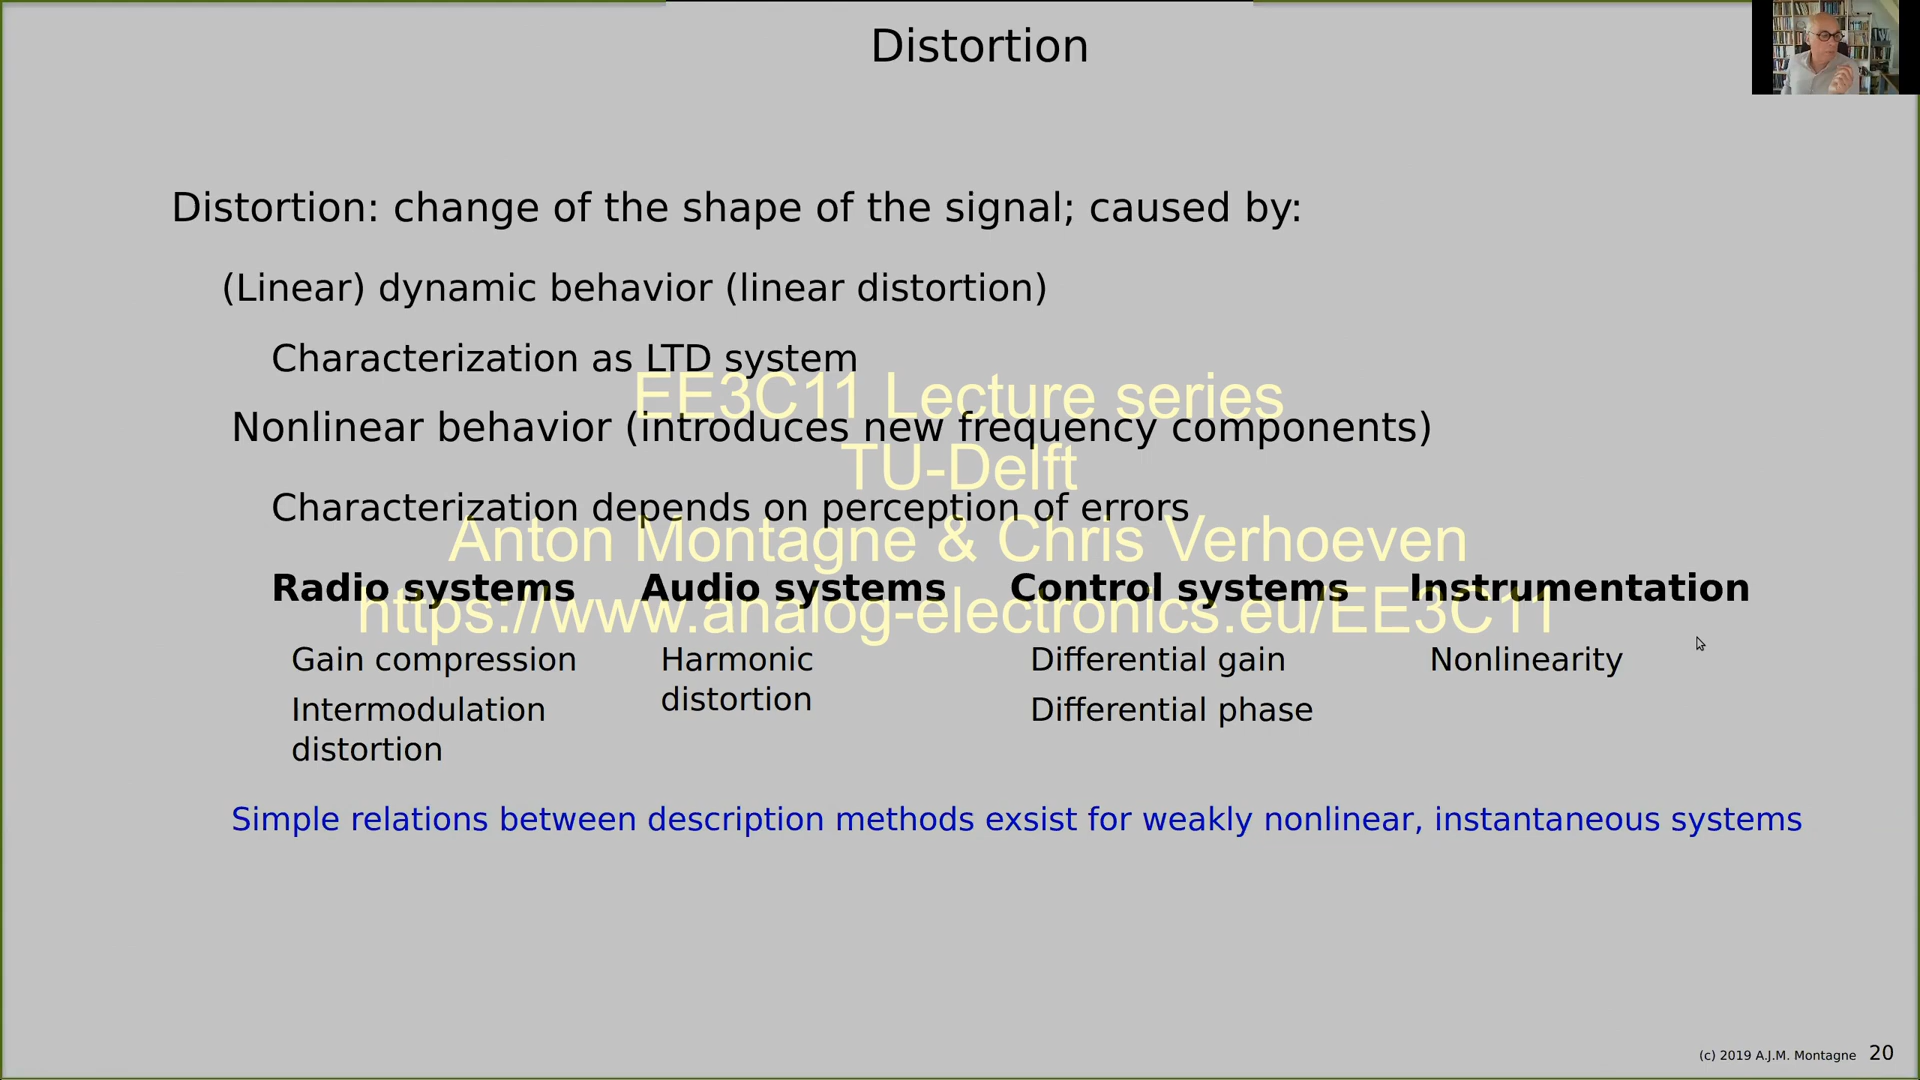 Distortion
Distortion: change of the shape of the signal; caused by:
(Linear) dynamic behavior (linear distortion)
Characterization as LTD system
EE3C11 Lecture series
Nonlinear behavior (introduces new frequency components)
TU-Delft
Characterization depends on perception of errors
Anton Montagne & Chris Verhoeven
Radio systems Audio systems Control systems Instrumentation
https://www.analog-electronics.eu/EE3C11
Gain compression Harmonic Differential gain Nonlinearity
distortion
Intermodulation Differential phase
distortion
Simple relations between description methods exsist for weakly nonlinear, instantaneous systems
(c) 2019 A.J.M. Montagne 20